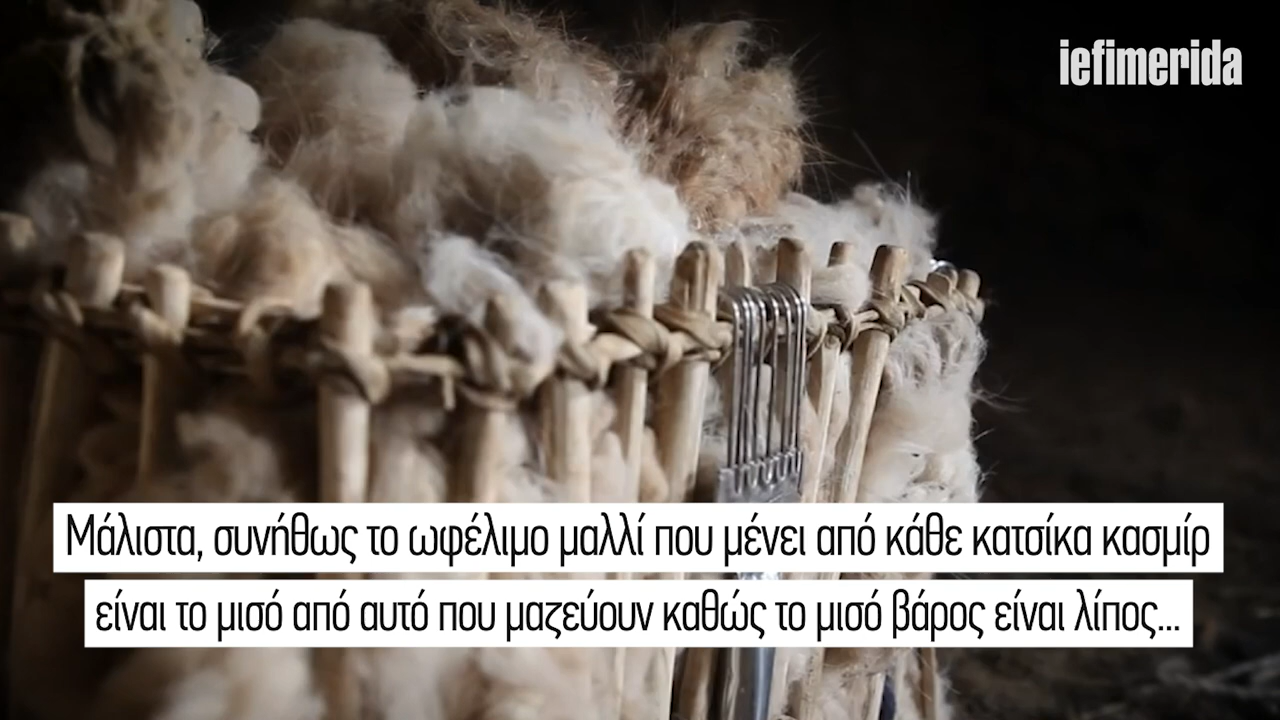 iefimerida
Μάλιστα, συνήθως το ωφέλιμο μαλλί που μένει από κάθε κατσίκα κασμίρ
είναι το μισό από αυτό που μαζεύουν καθώς το μισό βάρος είναι λίπος...